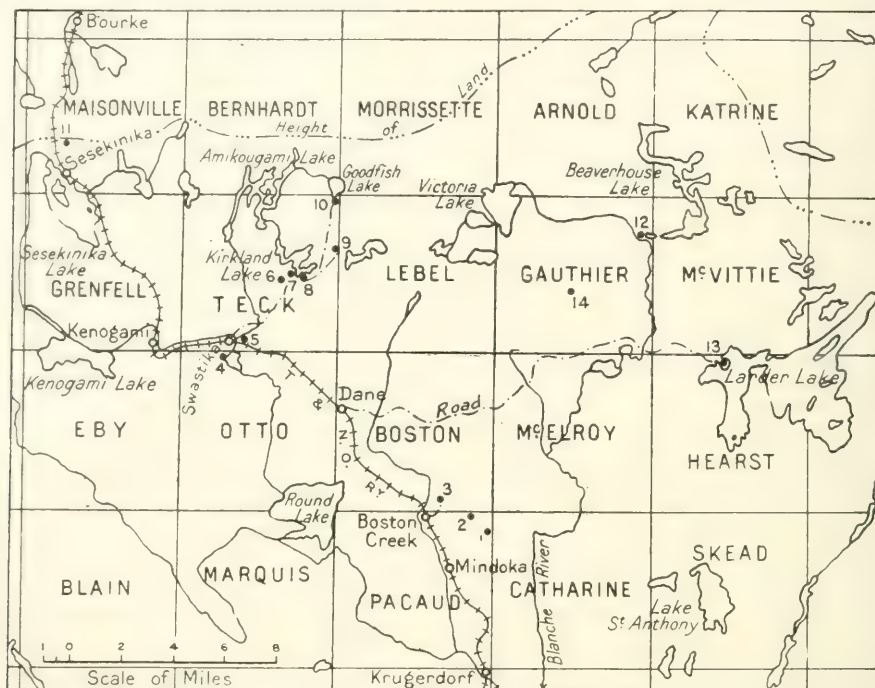 Bourke
Land
MAISONVILLE
BERNHARDT
MORRISSETTE
ARNOLD
KATRINE
Height
of
11
Sesekinika
Amikougami Lake
Goodfish
Lake
Victoria
Lake
Beaverhouse
Lake
10
12
9
Sesekinika
Lake
Kirkland
Lake
6
7
8
LEBEL
GAUTHIER
McVITTIE
GRENFELL
TECK
14
Kenogami
5
13
Swastika
4
Larder Lake
Kenogami Lake
T.
&
N.
O.
RY.
Dane
Road
EBY
OTTO
BOSTON
McELROY
HEARST
Round
Lake
3
Boston
Creek
2
1
SKEAD
Mindoka
BLAIN
MARQUIS
PACAUD
CATHARINE
Blanche River
Lake
St Anthony
1 0 2 4 6 8
Scale of Miles
Krugerdorf